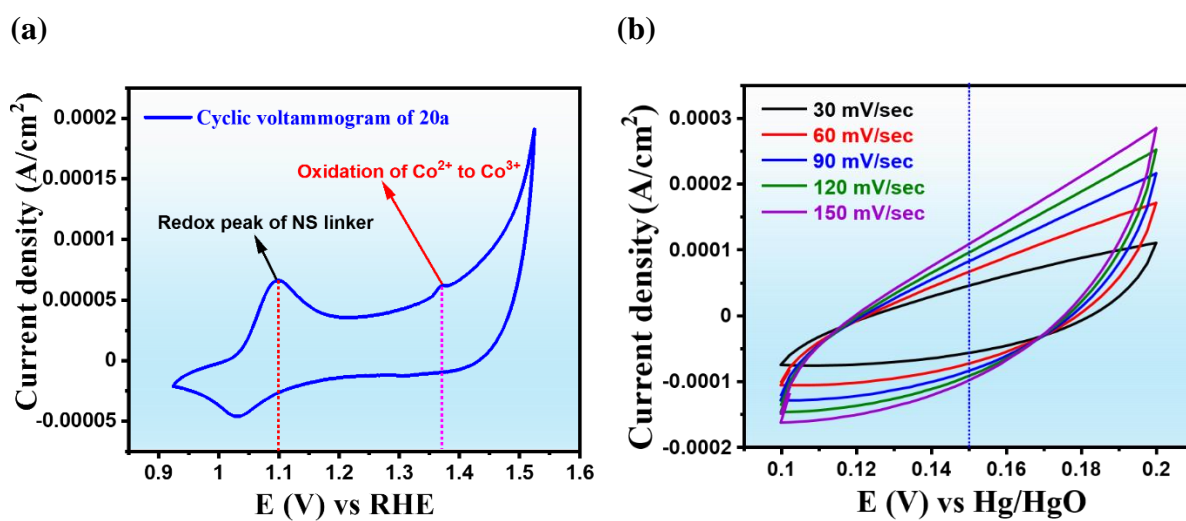 (a)
(b)
Current density (A/cm²)
0.0002
0.00015
0.0001
0.00005
0
-0.00005
Cyclic voltammogram of 20a
Oxidation of Co²⁺ to Co³⁺
Redox peak of NS linker
0.9 1 1.1 1.2 1.3 1.4 1.5 1.6
E (V) vs RHE
Current density(A/cm²)
0.0003
0.0002
0.0001
0
-0.0001
-0.0002
30 mV/sec
60 mV/sec
90 mV/sec
120 mV/sec
150 mV/sec
0.1 0.12 0.14 0.16 0.18 0.2
E (V) vs Hg/HgO